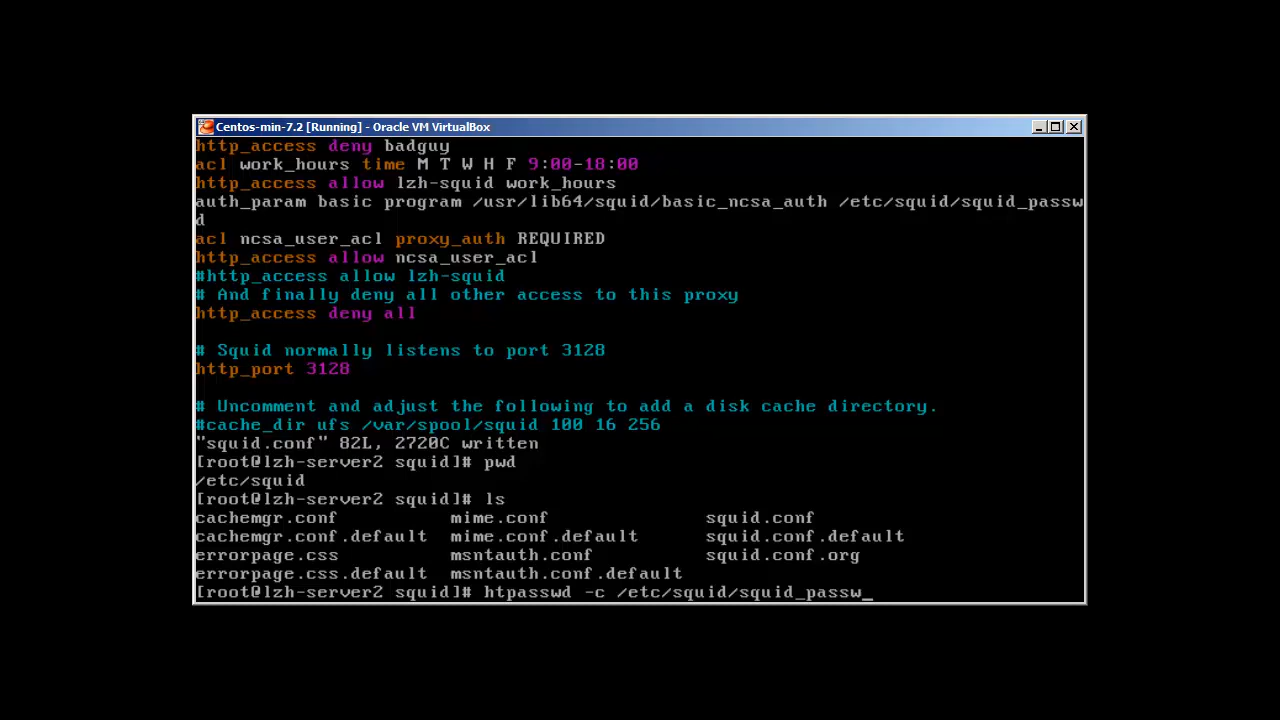 Centos-min-7.2 [Running] - Oracle VM VirtualBox
http_access deny badguy
acl work_hours time M T W H F 9:00-18:00
http_access allow lzh-squid work_hours
auth_param basic program /usr/lib64/squid/basic_ncsa_auth /etc/squid/squid_passw
d
acl ncsa_user_acl proxy_auth REQUIRED
http_access allow ncsa_user_acl
#http_access allow lzh-squid
# And finally deny all other access to this proxy
http_access deny all
# Squid normally listens to port 3128
http_port 3128
# Uncomment and adjust the following to add a disk cache directory.
#cache_dir ufs /var/spool/squid 100 16 256
"squid.conf" 82L, 2720C written
[root@lzh-server2 squid]# pwd
/etc/squid
[root@lzh-server2 squid]# ls
cachemgr.conf mime.conf squid.conf
cachemgr.conf.default mime.conf.default squid.conf.default
errorpage.css msntauth.conf squid.conf.org
errorpage.css.default msntauth.conf.default
[root@lzh-server2 squid]# htpasswd -c /etc/squid/squid_passw_